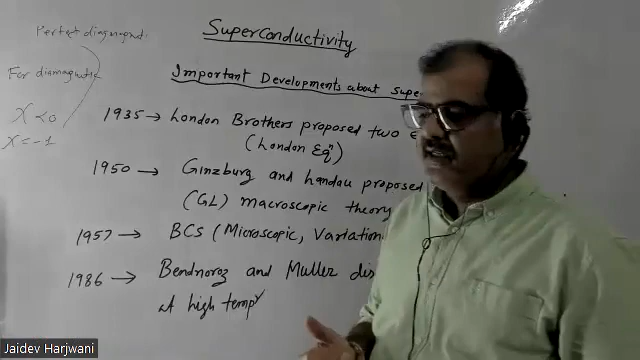 Superconductivity
Perfect diamagnet
For diamagnetic
χ < 0
χ = -1
Important Developments about supe
1935 → London Brothers proposed two
(London Eqⁿ)
1950 → Ginzburg and Landau proposed
(GL) macroscopic theory
1957 → BCS (Microscopic, Variation
1986 → Bendnorz and Muller dis
at high tempr
Jaidev Harjwani